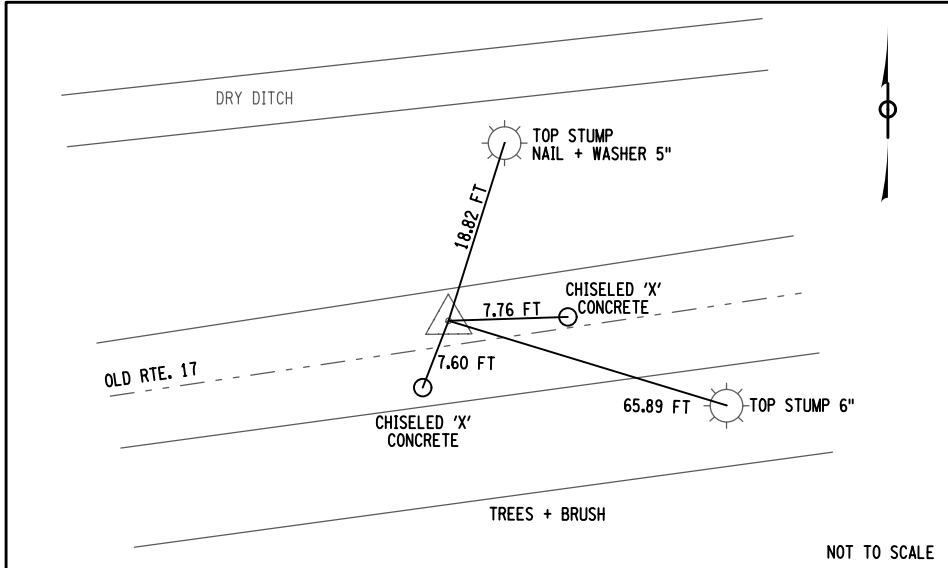 DRY DITCH
TOP STUMP
NAIL + WASHER 5"
18.82 FT
CHISELED 'X'
CONCRETE
7.76 FT
OLD RTE. 17
7.60 FT
65.89 FT
TOP STUMP 6"
CHISELED 'X'
CONCRETE
TREES + BRUSH
NOT TO SCALE